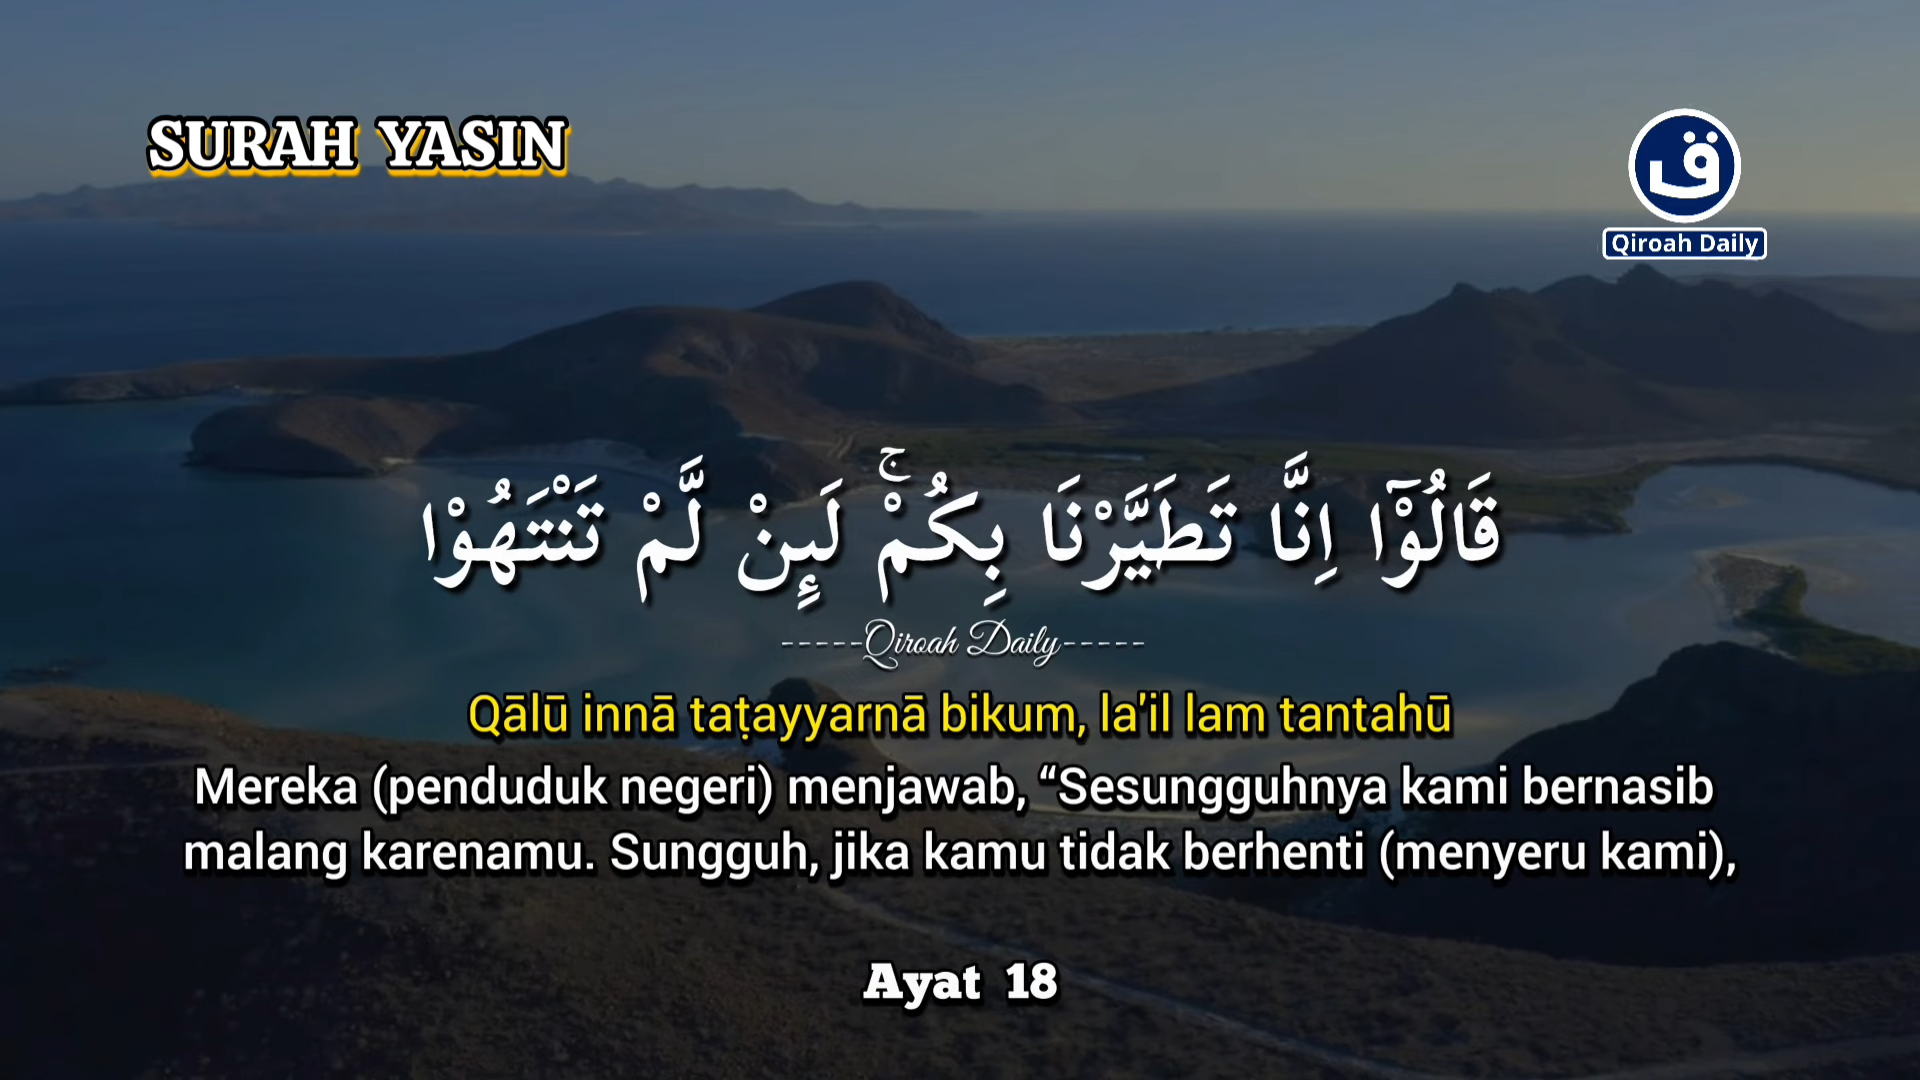 SURAH YASIN
ق
Qiroah Daily
قَالُوْٓا اِنَّا تَطَيَّرْنَا بِكُمْۚ لَىِٕنْ لَّمْ تَنْتَهُوْا
-----Qiroah Daily-----
Qālū innā taṭayyarnā bikum, la'il lam tantahū
Mereka (penduduk negeri) menjawab, “Sesungguhnya kami bernasib
malang karenamu. Sungguh, jika kamu tidak berhenti (menyeru kami),
Ayat 18